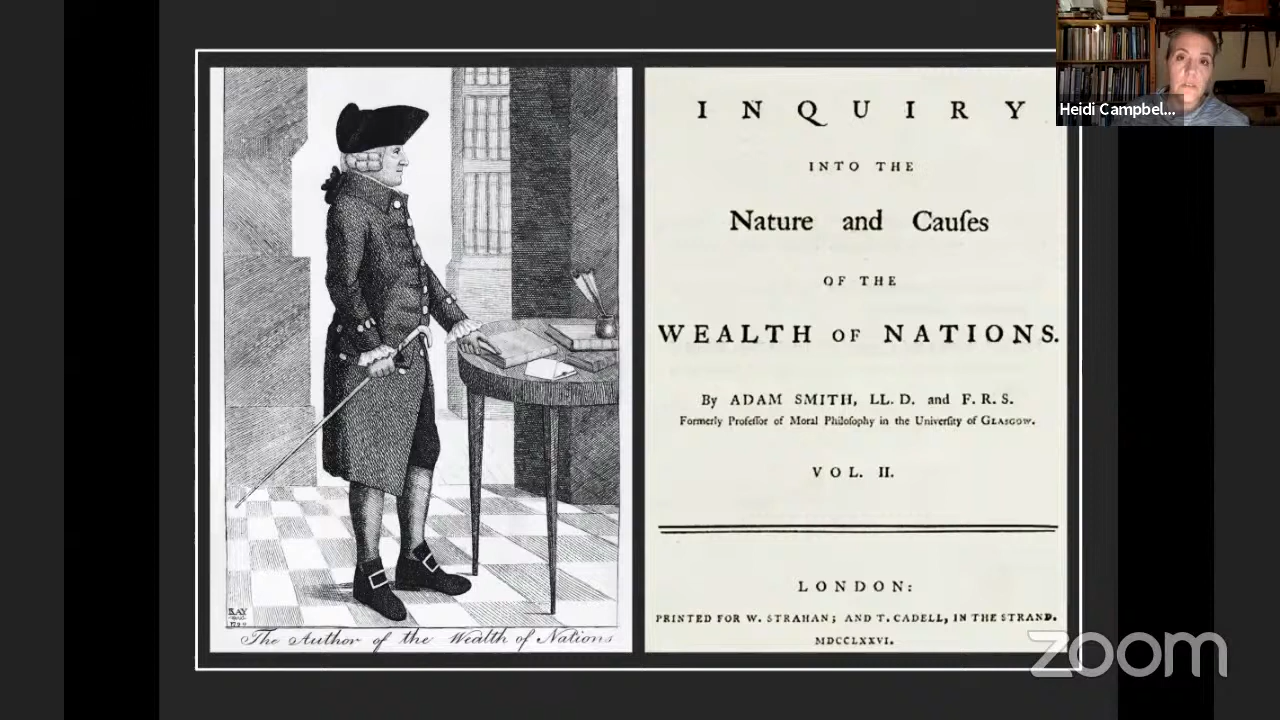 Heidi Campbel...
KAY
The Author of the Wealth of Nations
INQUIRY
INTO THE
Nature and Cauſes
OF THE
WEALTH OF NATIONS.
By ADAM SMITH, LL. D. and F. R. S.
Formerly Profeſſor of Moral Philoſophy in the Univerſity of GLASGOW.
VOL. II.
LONDON:
PRINTED FOR W. STRAHAN; AND T. CADELL, IN THE STRAND.
MDCCLXXVI.
zoom